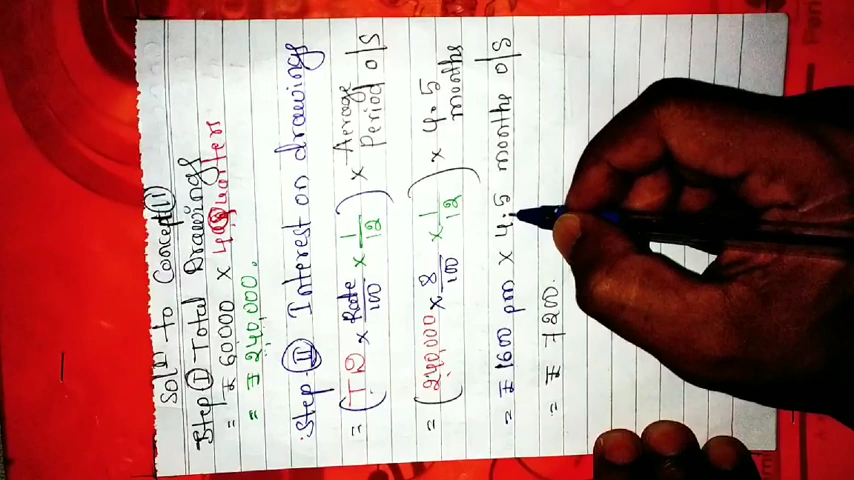 Solⁿ to Concept (II)
Step (I) Total Drawings
= ₹ 60000 × 4 Quarters
= ₹ 240,000.
Step (II) Interest on drawings
= (TD × Rate/100 × 1/12) × Aerage Period o/s
= (240,000 × 8/100 × 1/12) × 4.5 months
= ₹ 1600 pm × 4.5 months o/s
= ₹ 7200.